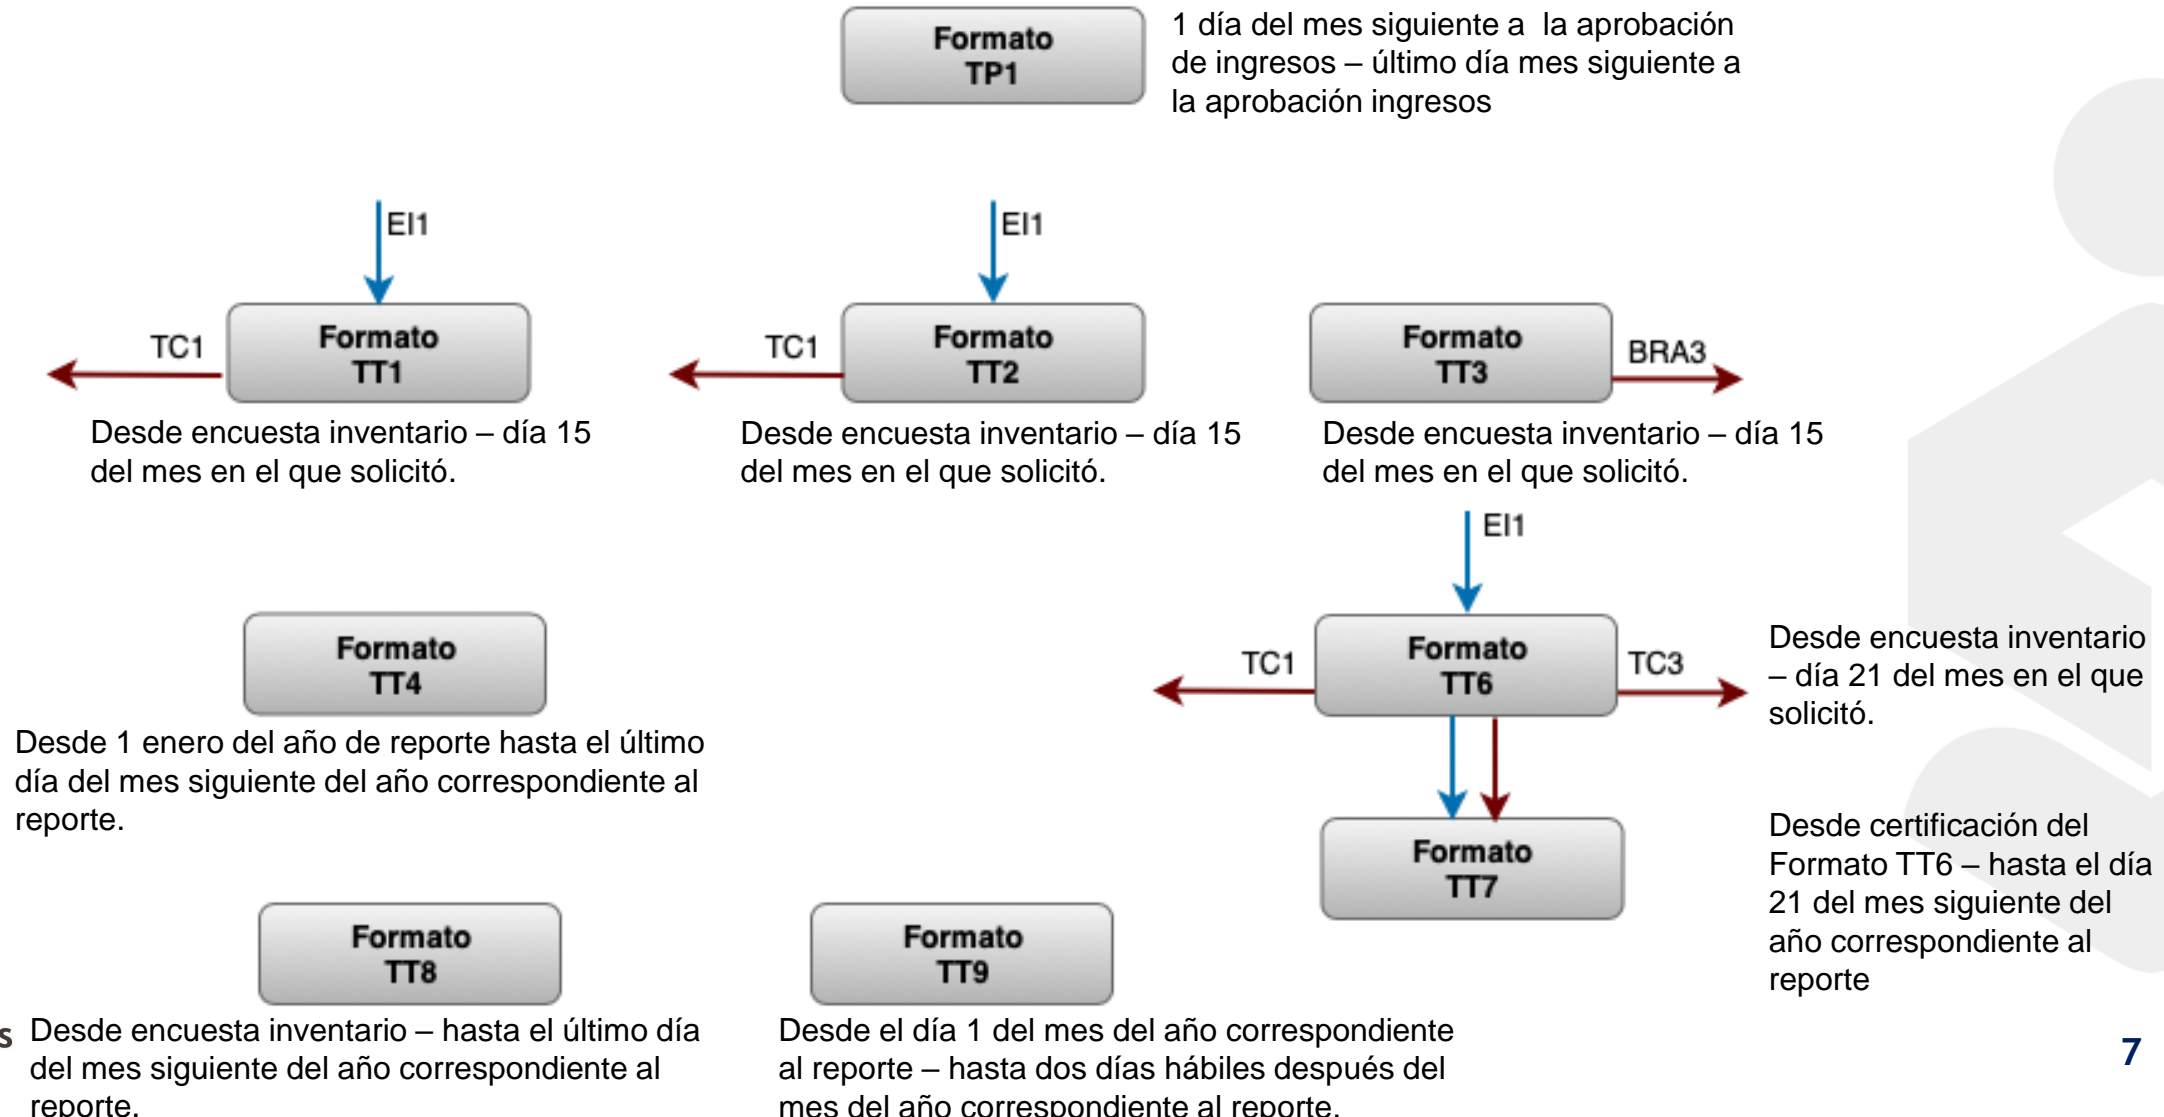 Formato
TP1
1 día del mes siguiente a  la aprobación
de ingresos – último día mes siguiente a
la aprobación ingresos
EI1
EI1
TC1
Formato
TT1
TC1
Formato
TT2
Formato
TT3
BRA3
Desde encuesta inventario – día 15
del mes en el que solicitó.
Desde encuesta inventario – día 15
del mes en el que solicitó.
Desde encuesta inventario – día 15
del mes en el que solicitó.
EI1
Formato
TT4
TC1
Formato
TT6
TC3
Desde encuesta inventario
– día 21 del mes en el que
solicitó.
Desde 1 enero del año de reporte hasta el último
día del mes siguiente del año correspondiente al
reporte.
Formato
TT7
Desde certificación del
Formato TT6 – hasta el día
21 del mes siguiente del
año correspondiente al
reporte
Formato
TT8
Formato
TT9
s
Desde encuesta inventario – hasta el último día
del mes siguiente del año correspondiente al
reporte.
Desde el día 1 del mes del año correspondiente
al reporte – hasta dos días hábiles después del
mes del año correspondiente al reporte.
7